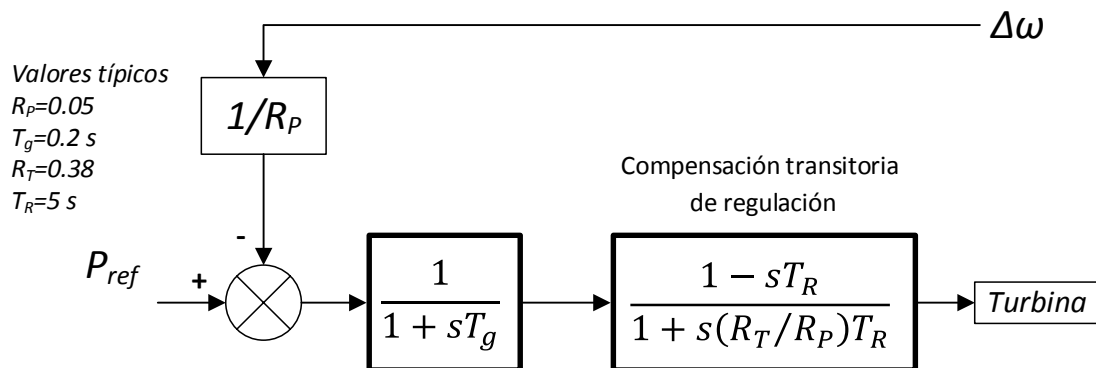 Δω
Valores típicos
R_P=0.05
T_g=0.2 s
R_T=0.38
T_R=5 s
1/R_P
Compensación transitoria
de regulación
-
P_ref
+
1
1 + sT_g
1 − sT_R
1 + s(R_T/R_P)T_R
Turbina